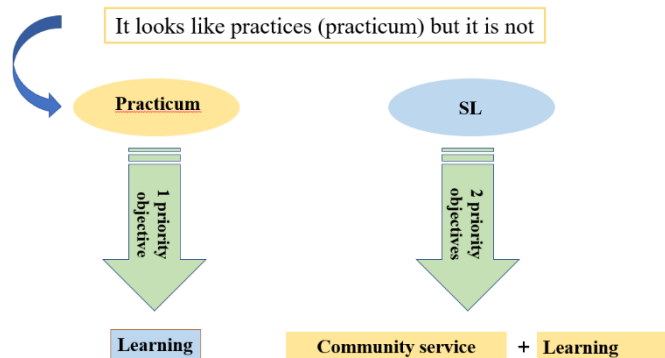 It looks like practices (practicum) but it is not
Practicum
SL
1 priority
objective
2 priority
objectives
Learning
Community service + Learning